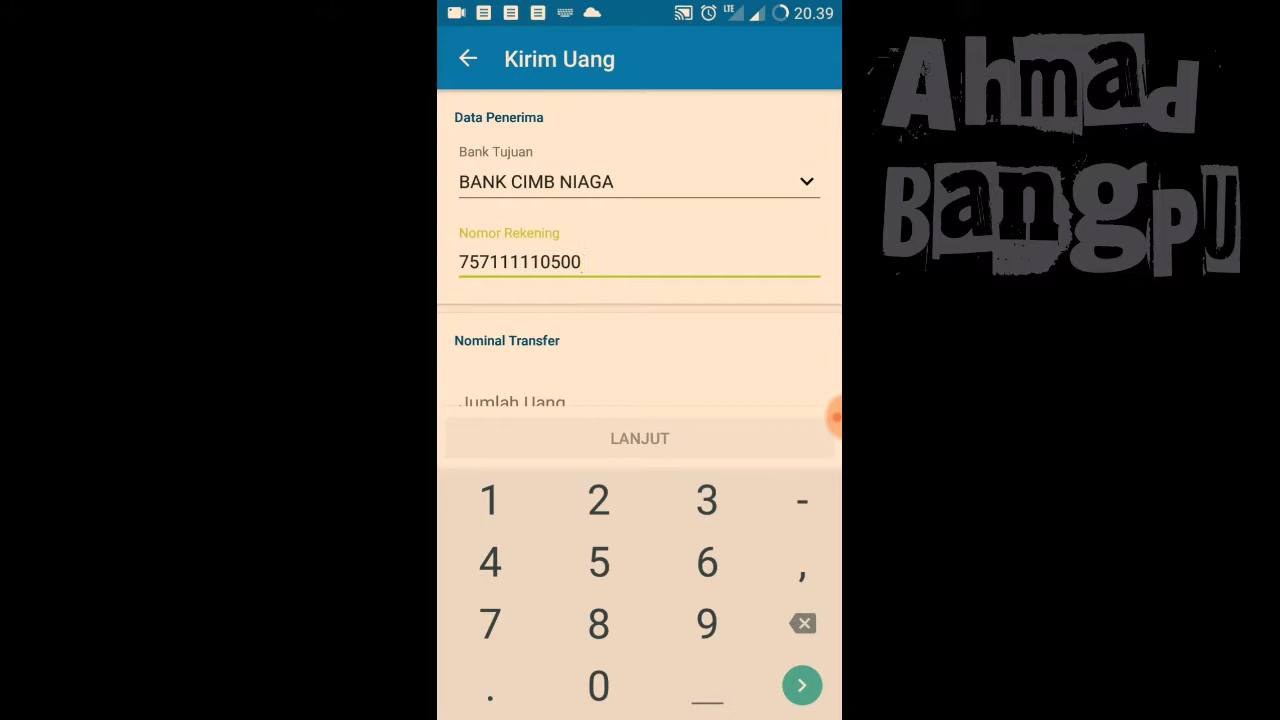 LTE 20.39
Kirim Uang
Data Penerima
Bank Tujuan
BANK CIMB NIAGA
Nomor Rekening
757111110500
Nominal Transfer
Jumlah Uang
LANJUT
1 2 3 -
4 5 6 ,
7 8 9
. 0 _
Ahmad
BangpU